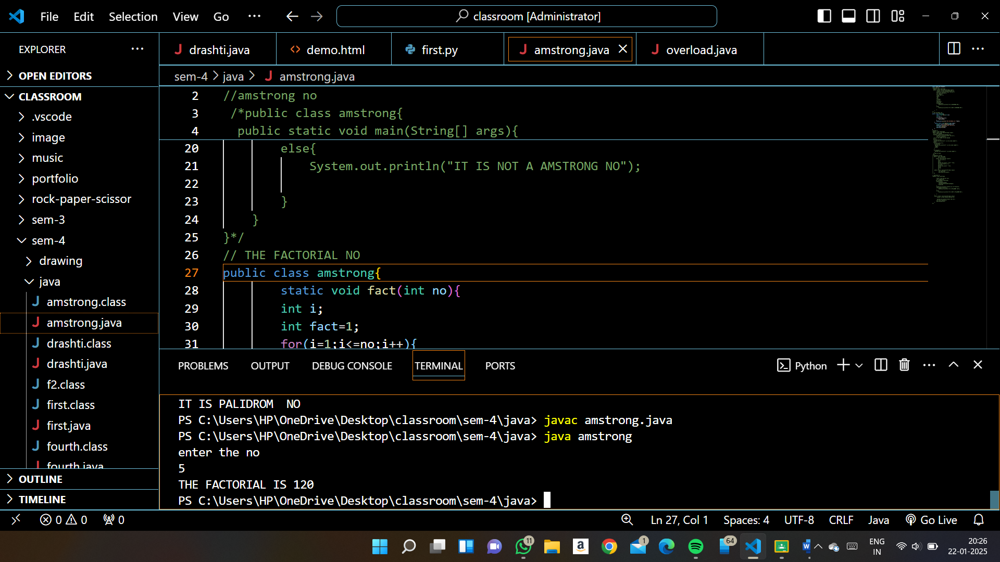 File Edit Selection View Go ··· classroom [Administrator]
EXPLORER ···
drashti.java demo.html first.py amstrong.java overload.java ···
OPEN EDITORS
sem-4 > java > amstrong.java
CLASSROOM
.vscode
image
music
portfolio
rock-paper-scissor
sem-3
sem-4
drawing
java
amstrong.class
amstrong.java
drashti.class
drashti.java
f2.class
first.class
first.java
fourth.class
fourth.java
OUTLINE
TIMELINE
2 //amstrong no
3 /*public class amstrong{
4 public static void main(String[] args){
20 else{
21 System.out.println("IT IS NOT A AMSTRONG NO");
22
23 }
24 }
25 }*/
26 // THE FACTORIAL NO
27 public class amstrong{
28 static void fact(int no){
29 int i;
30 int fact=1;
31 for(i=1;i<=no;i++){
PROBLEMS OUTPUT DEBUG CONSOLE TERMINAL PORTS Python ···
IT IS PALIDROM  NO
PS C:\Users\HP\OneDrive\Desktop\classroom\sem-4\java> javac amstrong.java
PS C:\Users\HP\OneDrive\Desktop\classroom\sem-4\java> java amstrong
enter the no
5
THE FACTORIAL IS 120
PS C:\Users\HP\OneDrive\Desktop\classroom\sem-4\java>
0 0 0 Ln 27, Col 1 Spaces: 4 UTF-8 CRLF Java Go Live
11 1 64
ENG
IN
20:26
22-01-2025